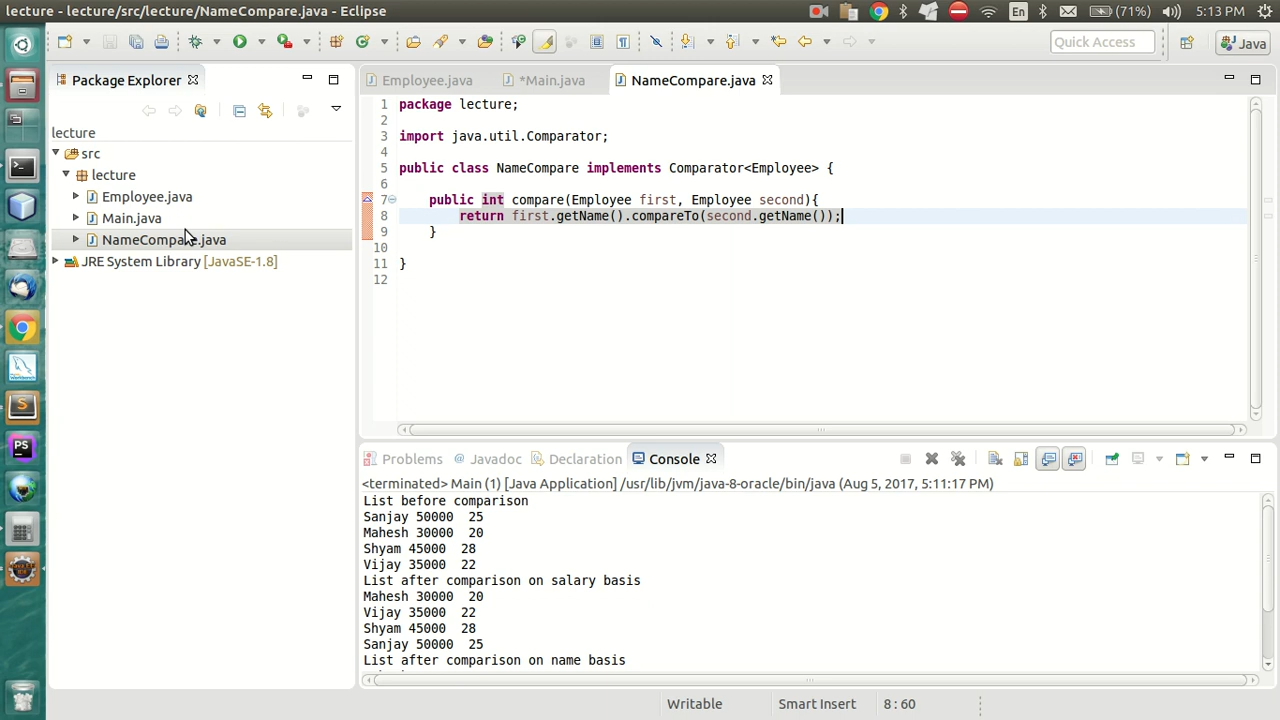 lecture - lecture/src/lecture/NameCompare.java - Eclipse
En
(71%)
5:13 PM
Quick Access
Java
Package Explorer
Employee.java
*Main.java
NameCompare.java
lecture
src
lecture
Employee.java
Main.java
NameCompare.java
JRE System Library [JavaSE-1.8]
1 package lecture;
2
3 import java.util.Comparator;
4
5 public class NameCompare implements Comparator<Employee> {
6
7 public int compare(Employee first, Employee second){
8 return first.getName().compareTo(second.getName());
9 }
10
11 }
12
PS
Problems
Javadoc
Declaration
Console
<terminated> Main (1) [Java Application] /usr/lib/jvm/java-8-oracle/bin/java (Aug 5, 2017, 5:11:17 PM)
List before comparison
Sanjay 50000  25
Mahesh 30000  20
Shyam 45000  28
Vijay 35000  22
List after comparison on salary basis
Mahesh 30000  20
Vijay 35000  22
Shyam 45000  28
Sanjay 50000  25
List after comparison on name basis
Writable
Smart Insert
8 : 60